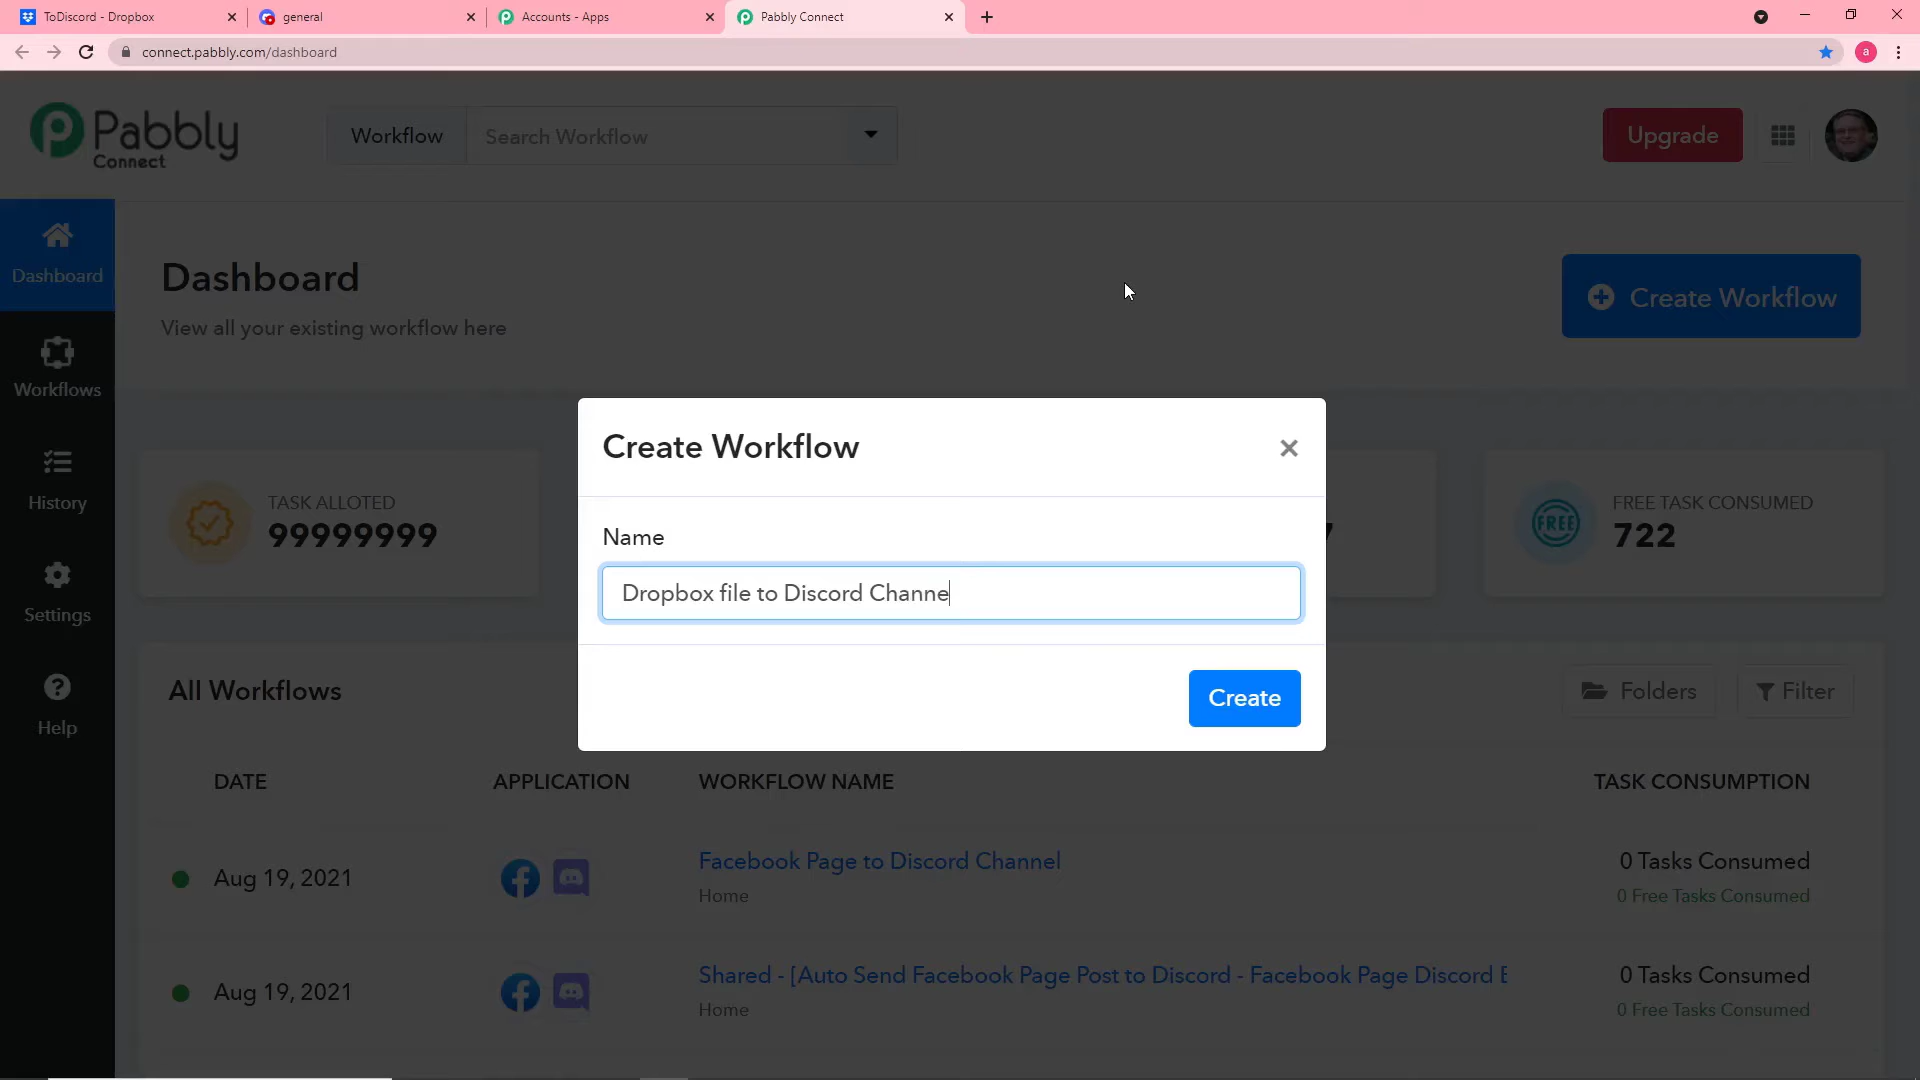 ToDiscord - Dropbox
general
Accounts - Apps
Pabbly Connect
connect.pabbly.com/dashboard
a
Pabbly
Connect
Workflow
Search Workflow
Upgrade
Dashboard
Workflows
History
Settings
Help
Dashboard
View all your existing workflow here
Create Workflow
TASK ALLOTED
99999999
FREE
FREE TASK CONSUMED
722
Create Workflow
Name
Dropbox file to Discord Channe
Create
All Workflows
Folders
Filter
DATE APPLICATION WORKFLOW NAME TASK CONSUMPTION
Aug 19, 2021
Facebook Page to Discord Channel
Home
0 Tasks Consumed
0 Free Tasks Consumed
Aug 19, 2021
Shared - [Auto Send Facebook Page Post to Discord - Facebook Page Discord
Home
0 Tasks Consumed
0 Free Tasks Consumed